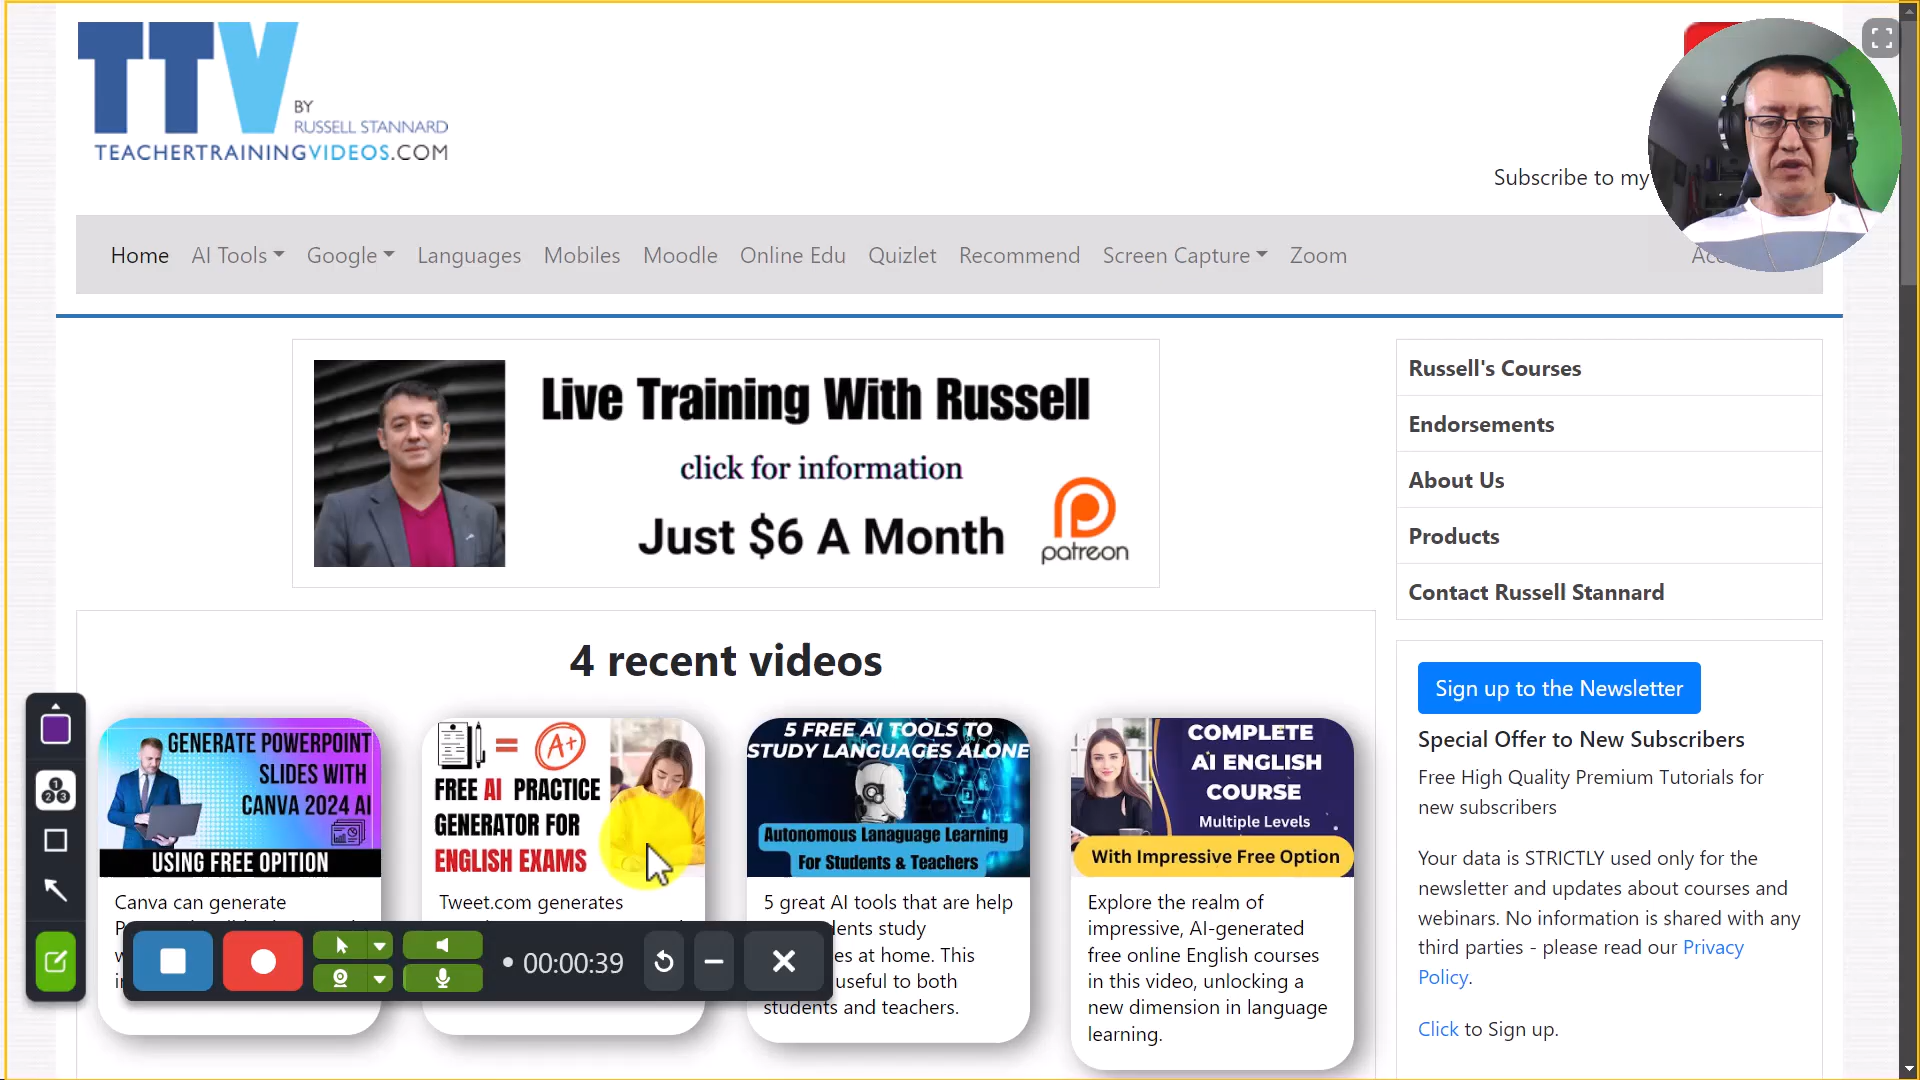 TTV
BY
RUSSELL STANNARD
TEACHERTRAININGVIDEOS.COM
Subscribe to my
Home AI Tools Google Languages Mobiles Moodle Online Edu Quizlet Recommend Screen Capture Zoom
Live Training With Russell
click for information
Just $6 A Month
patreon
Russell's Courses
Endorsements
About Us
Products
Contact Russell Stannard
4 recent videos
GENERATE POWERPOINT
SLIDES WITH
CANVA 2024 AI
USING FREE OPITION
Canva can generate
= A+
FREE AI PRACTICE
GENERATOR FOR
ENGLISH EXAMS
Tweet.com generates
5 FREE AI TOOLS TO
STUDY LANGUAGES ALONE
Autonomous Lanaguage Learning
For Students & Teachers
5 great AI tools that are help
study
at home. This
useful to both
students and teachers.
COMPLETE
AI ENGLISH
COURSE
Multiple Levels
With Impressive Free Option
Explore the realm of
impressive, AI-generated
free online English courses
in this video, unlocking a
new dimension in language
learning.
Sign up to the Newsletter
Special Offer to New Subscribers
Free High Quality Premium Tutorials for
new subscribers
Your data is STRICTLY used only for the
newsletter and updates about courses and
webinars. No information is shared with any
third parties - please read our Privacy
Policy.
Click to Sign up.
1
2 3
00:00:39